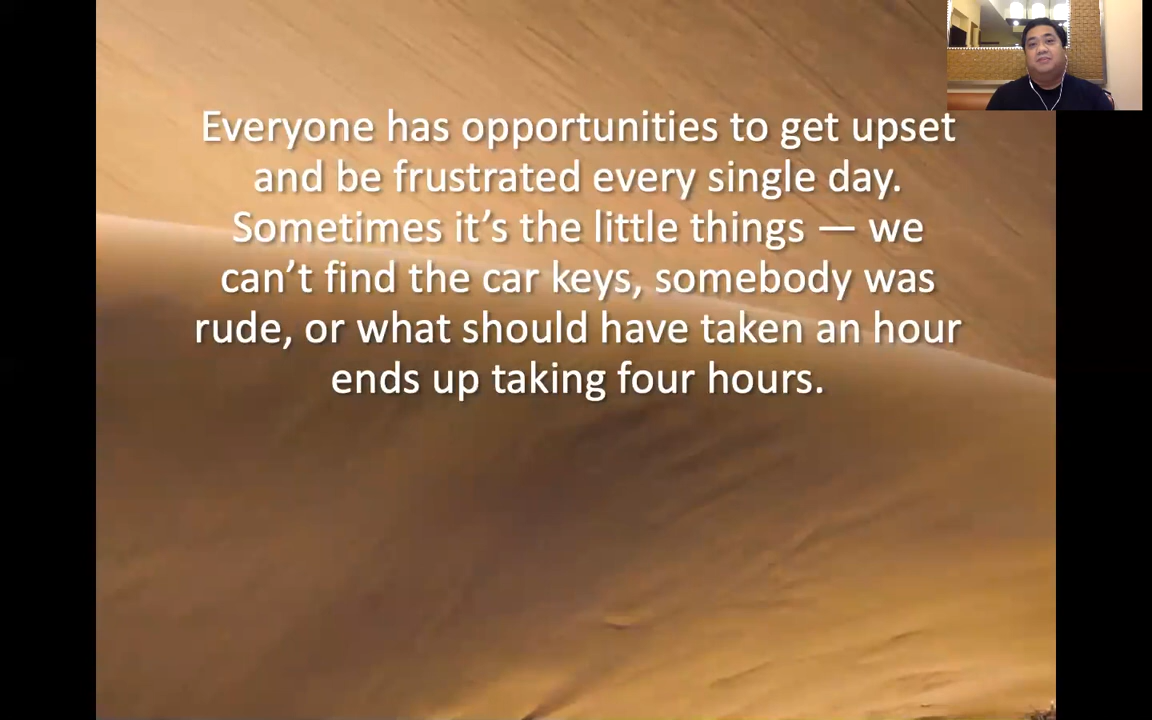 Everyone has opportunities to get upset
and be frustrated every single day.
Sometimes it’s the little things — we
can’t find the car keys, somebody was
rude, or what should have taken an hour
ends up taking four hours.